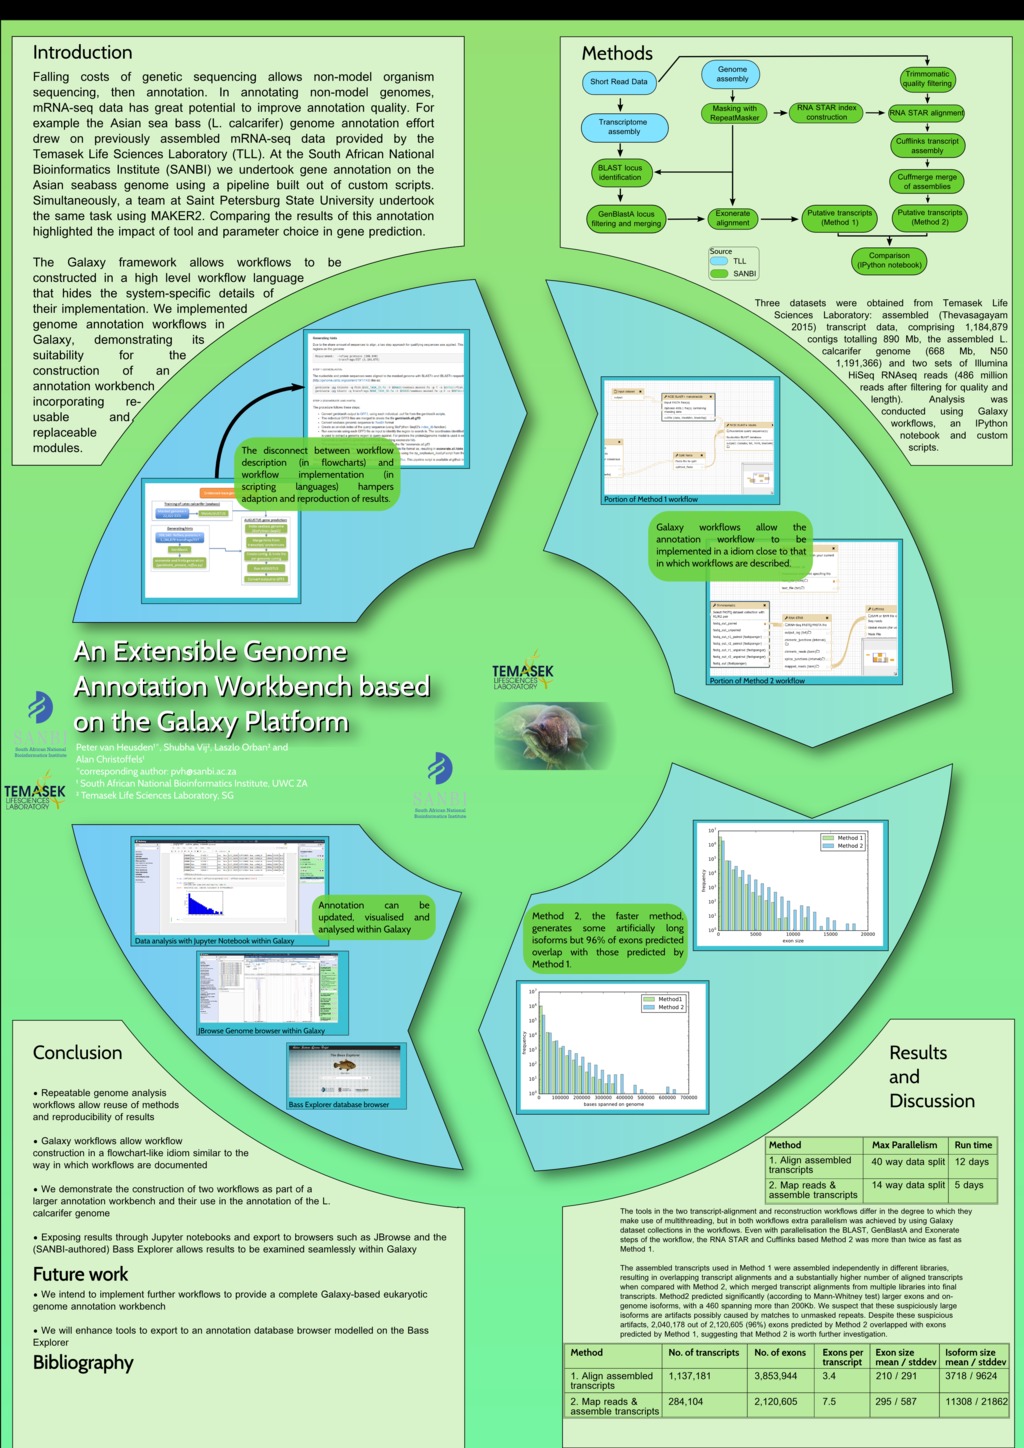 Introduction
Falling costs of genetic sequencing allows non-model organism
sequencing, then annotation. In annotating non-model genomes,
mRNA-seq data has great potential to improve annotation quality. For
example the Asian sea bass (L. calcarifer) genome annotation effort
drew on previously assembled mRNA-seq data provided by the
Temasek Life Sciences Laboratory (TLL). At the South African National
Bioinformatics Institute (SANBI) we undertook gene annotation on the
Asian seabass genome using a pipeline built out of custom scripts.
Simultaneously, a team at Saint Petersburg State University undertook
the same task using MAKER2. Comparing the results of this annotation
highlighted the impact of tool and parameter choice in gene prediction.
The Galaxy framework allows workflows to be
constructed in a high level workflow language
that hides the system-specific details of
their implementation. We implemented
genome annotation workflows in
Galaxy, demonstrating its
suitability for the
construction of an
annotation workbench
incorporating re-
usable and
replaceable
modules.
Methods
Short Read Data
Genome
assembly
Trimmomatic
quality filtering
Transcriptome
assembly
Masking with
RepeatMasker
RNA STAR index
construction
RNA STAR alignment
Cufflinks transcript
assembly
BLAST locus
identification
Cuffmerge merge
of assemblies
GenBlastA locus
filtering and merging
Exonerate
alignment
Putative transcripts
(Method 1)
Putative transcripts
(Method 2)
Source
TLL
SANBI
Comparison
(IPython notebook)
Three datasets were obtained from Temasek Life
Sciences Laboratory: assembled (Thevasagayam
2015) transcript data, comprising 1,184,879
contigs totalling 890 Mb, the assembled L.
calcarifer genome (668 Mb, N50
1,191,366) and two sets of Illumina
HiSeq RNAseq reads (486 million
reads after filtering for quality and
length). Analysis was
conducted using Galaxy
workflows, an IPython
notebook and custom
scripts.
The disconnect between workflow
description (in flowcharts) and
workflow implementation (in
scripting languages) hampers
adaption and reproduction of results.
Portion of Method 1 workflow
Galaxy workflows allow the
annotation workflow to be
implemented in a idiom close to that
in which workflows are described.
Portion of Method 2 workflow
An Extensible Genome
Annotation Workbench based
on the Galaxy Platform
Peter van Heusden¹*, Shubha Vij², Laszlo Orban² and
Alan Christoffels¹
*corresponding author: pvh@sanbi.ac.za
¹ South African National Bioinformatics Institute, UWC ZA
² Temasek Life Sciences Laboratory, SG
SANBI
South African National
Bioinformatics Institute
TEMASEK
LIFESCIENCES
LABORATORY
TEMASEK
LIFESCIENCES
LABORATORY
SANBI
South African National
Bioinformatics Institute
Annotation can be
updated, visualised and
analysed within Galaxy
Data analysis with Jupyter Notebook within Galaxy
JBrowse Genome browser within Galaxy
The Bass Explorer
Bass Explorer database browser
Method 1
Method 2
frequency
0 5000 10000 15000 20000
exon size
Method 2, the faster method,
generates some artificially long
isoforms but 96% of exons predicted
overlap with those predicted by
Method 1.
Method1
Method 2
frequency
0 100000 200000 300000 400000 500000 600000 700000
bases spanned on genome
Conclusion
• Repeatable genome analysis
workflows allow reuse of methods
and reproducibility of results
• Galaxy workflows allow workflow
construction in a flowchart-like idiom similar to the
way in which workflows are documented
• We demonstrate the construction of two workflows as part of a
larger annotation workbench and their use in the annotation of the L.
calcarifer genome
• Exposing results through Jupyter notebooks and export to browsers such as JBrowse and the
(SANBI-authored) Bass Explorer allows results to be examined seamlessly within Galaxy
Future work
• We intend to implement further workflows to provide a complete Galaxy-based eukaryotic
genome annotation workbench
• We will enhance tools to export to an annotation database browser modelled on the Bass
Explorer
Bibliography
Results
and
Discussion
Method Max Parallelism Run time
1. Align assembled
transcripts 40 way data split 12 days
2. Map reads &
assemble transcripts 14 way data split 5 days
The tools in the two transcript-alignment and reconstruction workflows differ in the degree to which they
make use of multithreading, but in both workflows extra parallelism was achieved by using Galaxy
dataset collections in the workflows. Even with parallelisation the BLAST, GenBlastA and Exonerate
steps of the workflow, the RNA STAR and Cufflinks based Method 2 was more than twice as fast as
Method 1.
The assembled transcripts used in Method 1 were assembled independently in different libraries,
resulting in overlapping transcript alignments and a substantially higher number of aligned transcripts
when compared with Method 2, which merged transcript alignments from multiple libraries into final
transcripts. Method2 predicted significantly (according to Mann-Whitney test) larger exons and on-
genome isoforms, with a 460 spanning more than 200Kb. We suspect that these suspiciously large
isoforms are artifacts possibly caused by matches to unmasked repeats. Despite these suspicious
artifacts, 2,040,178 out of 2,120,605 (96%) exons predicted by Method 2 overlapped with exons
predicted by Method 1, suggesting that Method 2 is worth further investigation.
Method No. of transcripts No. of exons Exons per
transcript Exon size
mean / stddev Isoform size
mean / stddev
1. Align assembled
transcripts 1,137,181 3,853,944 3.4 210 / 291 3718 / 9624
2. Map reads &
assemble transcripts 284,104 2,120,605 7.5 295 / 587 11308 / 21862